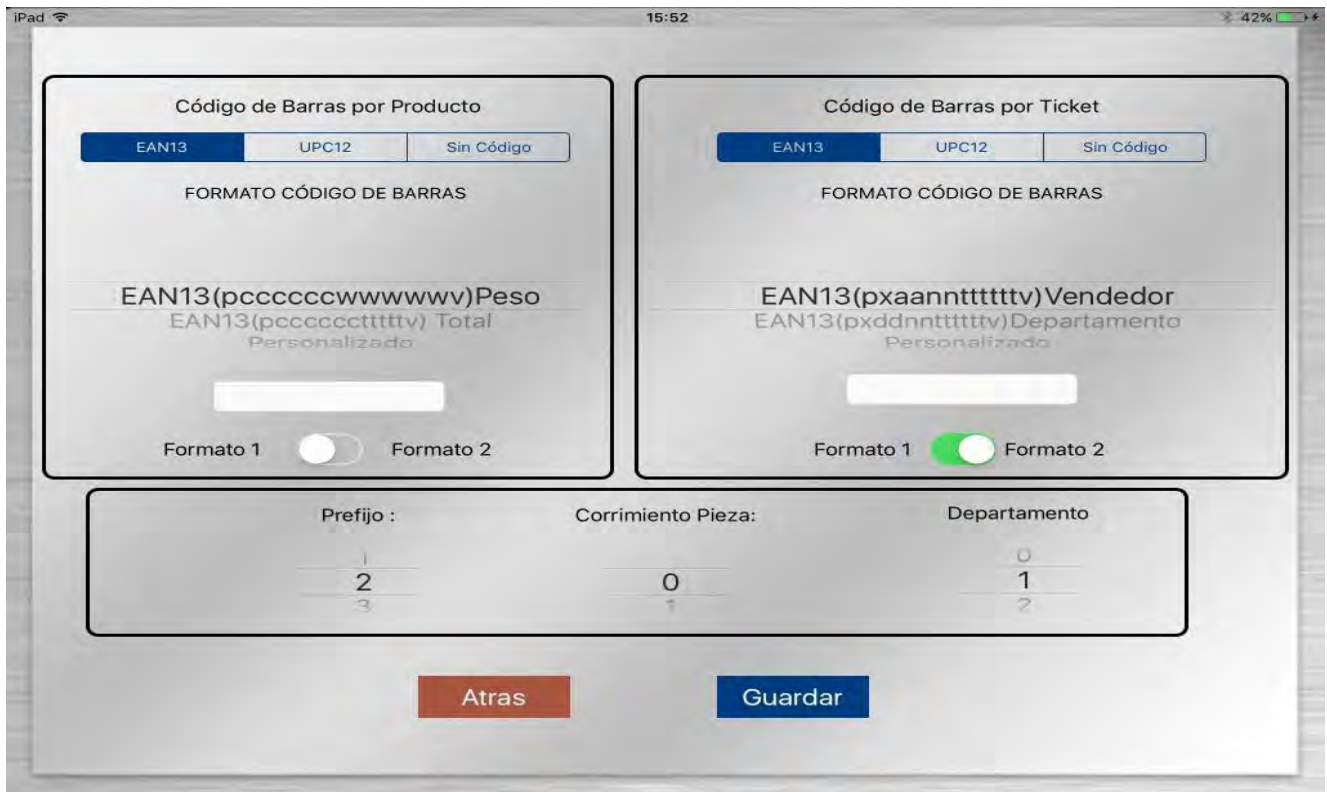 iPad 15:52 42%
Código de Barras por Producto
EAN13 UPC12 Sin Código
FORMATO CÓDIGO DE BARRAS
EAN13(pccccccwwwwwv)Peso
EAN13(pcccccctttttv) Total
Personalizado
Formato 1 Formato 2
Código de Barras por Ticket
EAN13 UPC12 Sin Código
FORMATO CÓDIGO DE BARRAS
EAN13(pxaannttttttv)Vendedor
EAN13(pxddnnttttttv)Departamento
Personalizado
Formato 1 Formato 2
Prefijo :
1
2
3
Corrimiento Pieza:
0
1
Departamento
0
1
2
Atras
Guardar